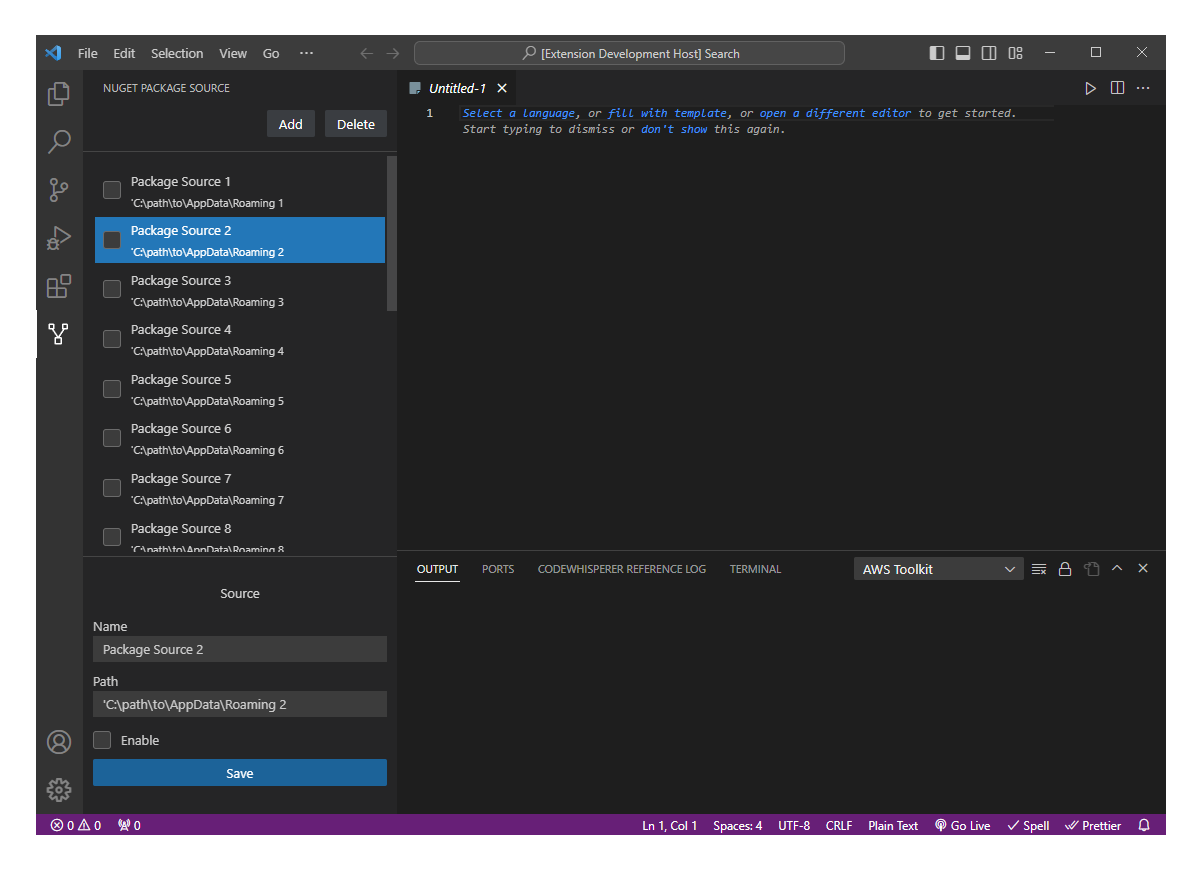 File Edit Selection View Go ··· [Extension Development Host] Search
NUGET PACKAGE SOURCE
Add Delete
Package Source 1
'C:\path\to\AppData\Roaming 1
Package Source 2
'C:\path\to\AppData\Roaming 2
Package Source 3
'C:\path\to\AppData\Roaming 3
Package Source 4
'C:\path\to\AppData\Roaming 4
Package Source 5
'C:\path\to\AppData\Roaming 5
Package Source 6
'C:\path\to\AppData\Roaming 6
Package Source 7
'C:\path\to\AppData\Roaming 7
Package Source 8
'C:\path\to\AppData\Roaming 8
Source
Name
Package Source 2
Path
'C:\path\to\AppData\Roaming 2
Enable
Save
Untitled-1
1 Select a language, or fill with template, or open a different editor to get started.
Start typing to dismiss or don't show this again.
OUTPUT PORTS CODEWHISPERER REFERENCE LOG TERMINAL AWS Toolkit
0 0 0 Ln 1, Col 1 Spaces: 4 UTF-8 CRLF Plain Text Go Live Spell Prettier